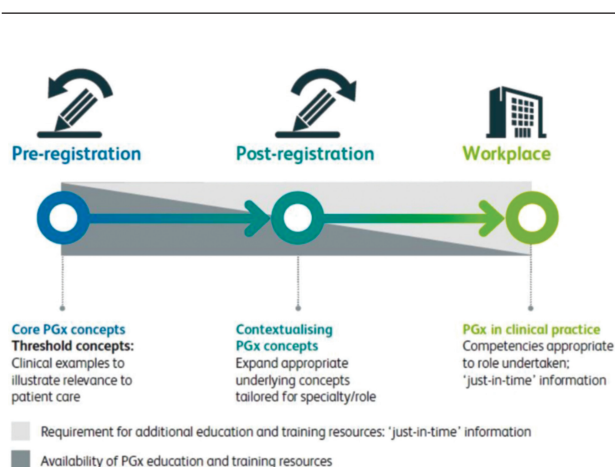 Pre-registration
Post-registration
Workplace
Core PGx concepts
Threshold concepts:
Clinical examples to
illustrate relevance to
patient care
Contextualising
PGx concepts
Expand appropriate
underlying concepts
tailored for specialty/role
PGx in clinical practice
Competencies appropriate
to role undertaken;
'just-in-time' information
Requirement for additional education and training resources: 'just-in-time' information
Availability of PGx education and training resources